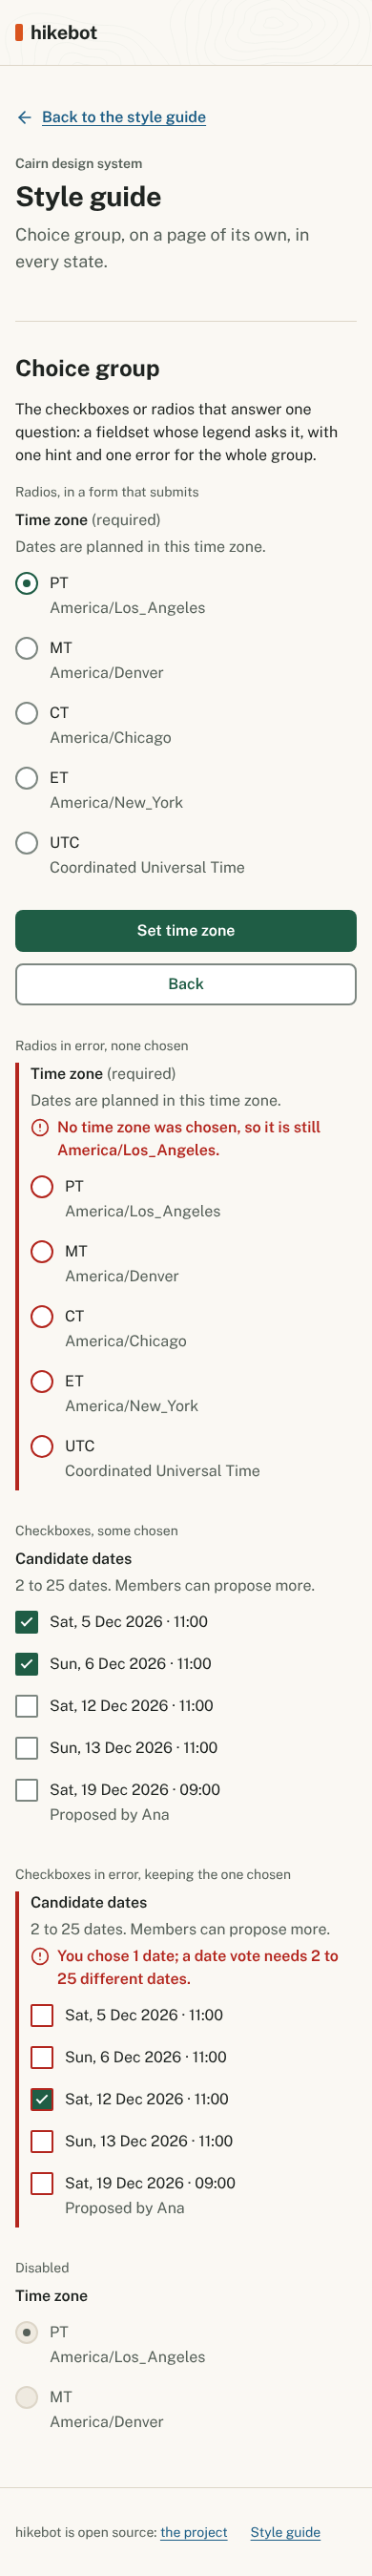 hikebot
Back to the style guide
Cairn design system
Style guide
Choice group, on a page of its own, in
every state.
Choice group
The checkboxes or radios that answer one
question: a fieldset whose legend asks it, with
one hint and one error for the whole group.
Radios, in a form that submits
Time zone (required)
Dates are planned in this time zone.
PT
America/Los_Angeles
MT
America/Denver
CT
America/Chicago
ET
America/New_York
UTC
Coordinated Universal Time
Set time zone
Back
Radios in error, none chosen
Time zone (required)
Dates are planned in this time zone.
No time zone was chosen, so it is still
America/Los_Angeles.
PT
America/Los_Angeles
MT
America/Denver
CT
America/Chicago
ET
America/New_York
UTC
Coordinated Universal Time
Checkboxes, some chosen
Candidate dates
2 to 25 dates. Members can propose more.
Sat, 5 Dec 2026 · 11:00
Sun, 6 Dec 2026 · 11:00
Sat, 12 Dec 2026 · 11:00
Sun, 13 Dec 2026 · 11:00
Sat, 19 Dec 2026 · 09:00
Proposed by Ana
Checkboxes in error, keeping the one chosen
Candidate dates
2 to 25 dates. Members can propose more.
You chose 1 date; a date vote needs 2 to
25 different dates.
Sat, 5 Dec 2026 · 11:00
Sun, 6 Dec 2026 · 11:00
Sat, 12 Dec 2026 · 11:00
Sun, 13 Dec 2026 · 11:00
Sat, 19 Dec 2026 · 09:00
Proposed by Ana
Disabled
Time zone
PT
America/Los_Angeles
MT
America/Denver
hikebot is open source: the project Style guide